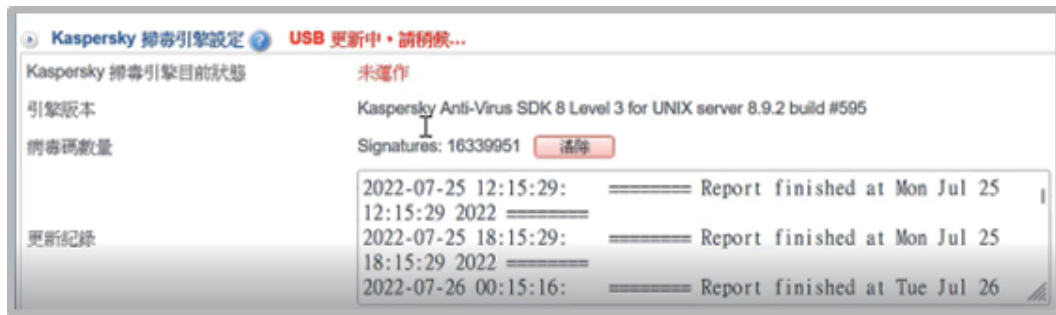 Kaspersky 掃毒引擎設定 USB 更新中,請稍候...
Kaspersky 掃毒引擎目前狀態 未運作
引擎版本 Kaspersky Anti-Virus SDK 8 Level 3 for UNIX server 8.9.2 build #595
病毒碼數量 Signatures: 16339951 清除
2022-07-25 12:15:29: ======== Report finished at Mon Jul 25
12:15:29 2022 ========
更新紀錄 2022-07-25 18:15:29: ======== Report finished at Mon Jul 25
18:15:29 2022 ========
2022-07-26 00:15:16: ======== Report finished at Tue Jul 26